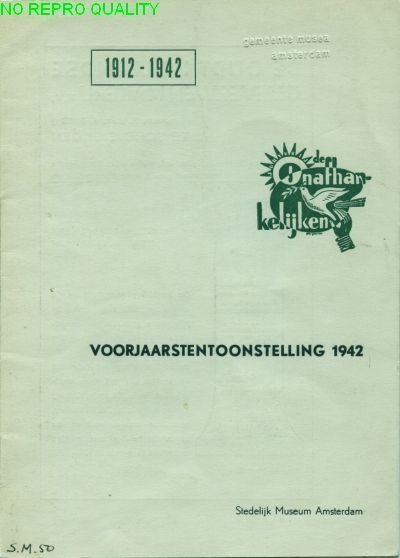 NO REPRO QUALITY
1912 - 1942
gemeente musea
amsterdam
de
Onafhan-
kelijken
VOORJAARSTENTOONSTELLING 1942
Stedelijk Museum Amsterdam
S.M. 50